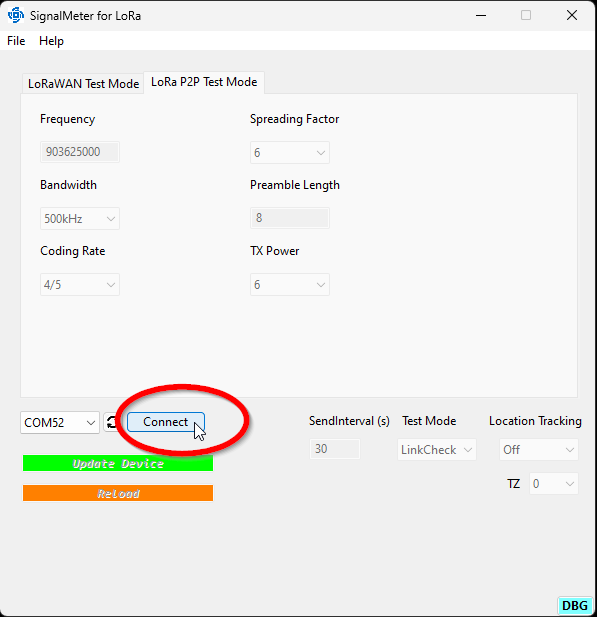 SignalMeter for LoRa
File Help
LoRaWAN Test Mode LoRa P2P Test Mode
Frequency Spreading Factor
903625000 6
Bandwidth Preamble Length
500kHz 8
Coding Rate TX Power
4/5 6
COM52 Connect SendInterval (s) Test Mode Location Tracking
30 LinkCheck Off
Update Device
TZ 0
ReLoad
DBG